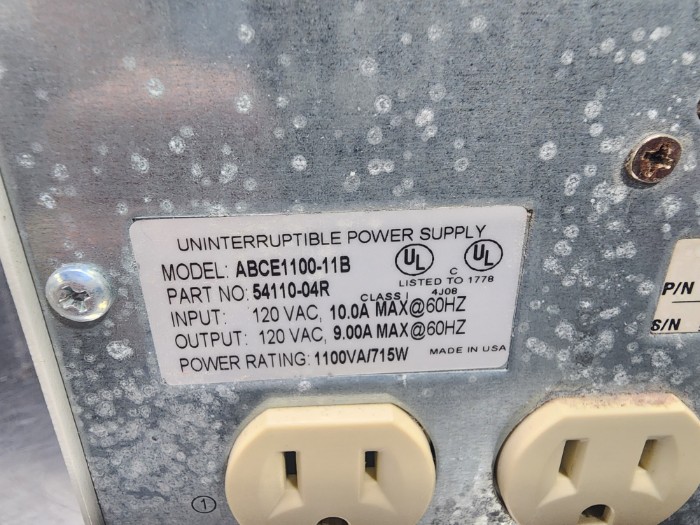 UNINTERRUPTIBLE POWER SUPPLY
MODEL: ABCE1100-11B
UL UL
C
LISTED TO 1778
PART NO: 54110-04R
CLASS I 4J08
INPUT: 120 VAC, 10.0A MAX@60HZ
OUTPUT: 120 VAC, 9.00A MAX@60HZ
POWER RATING: 1100VA/715W MADE IN USA
P/N
S/N
1